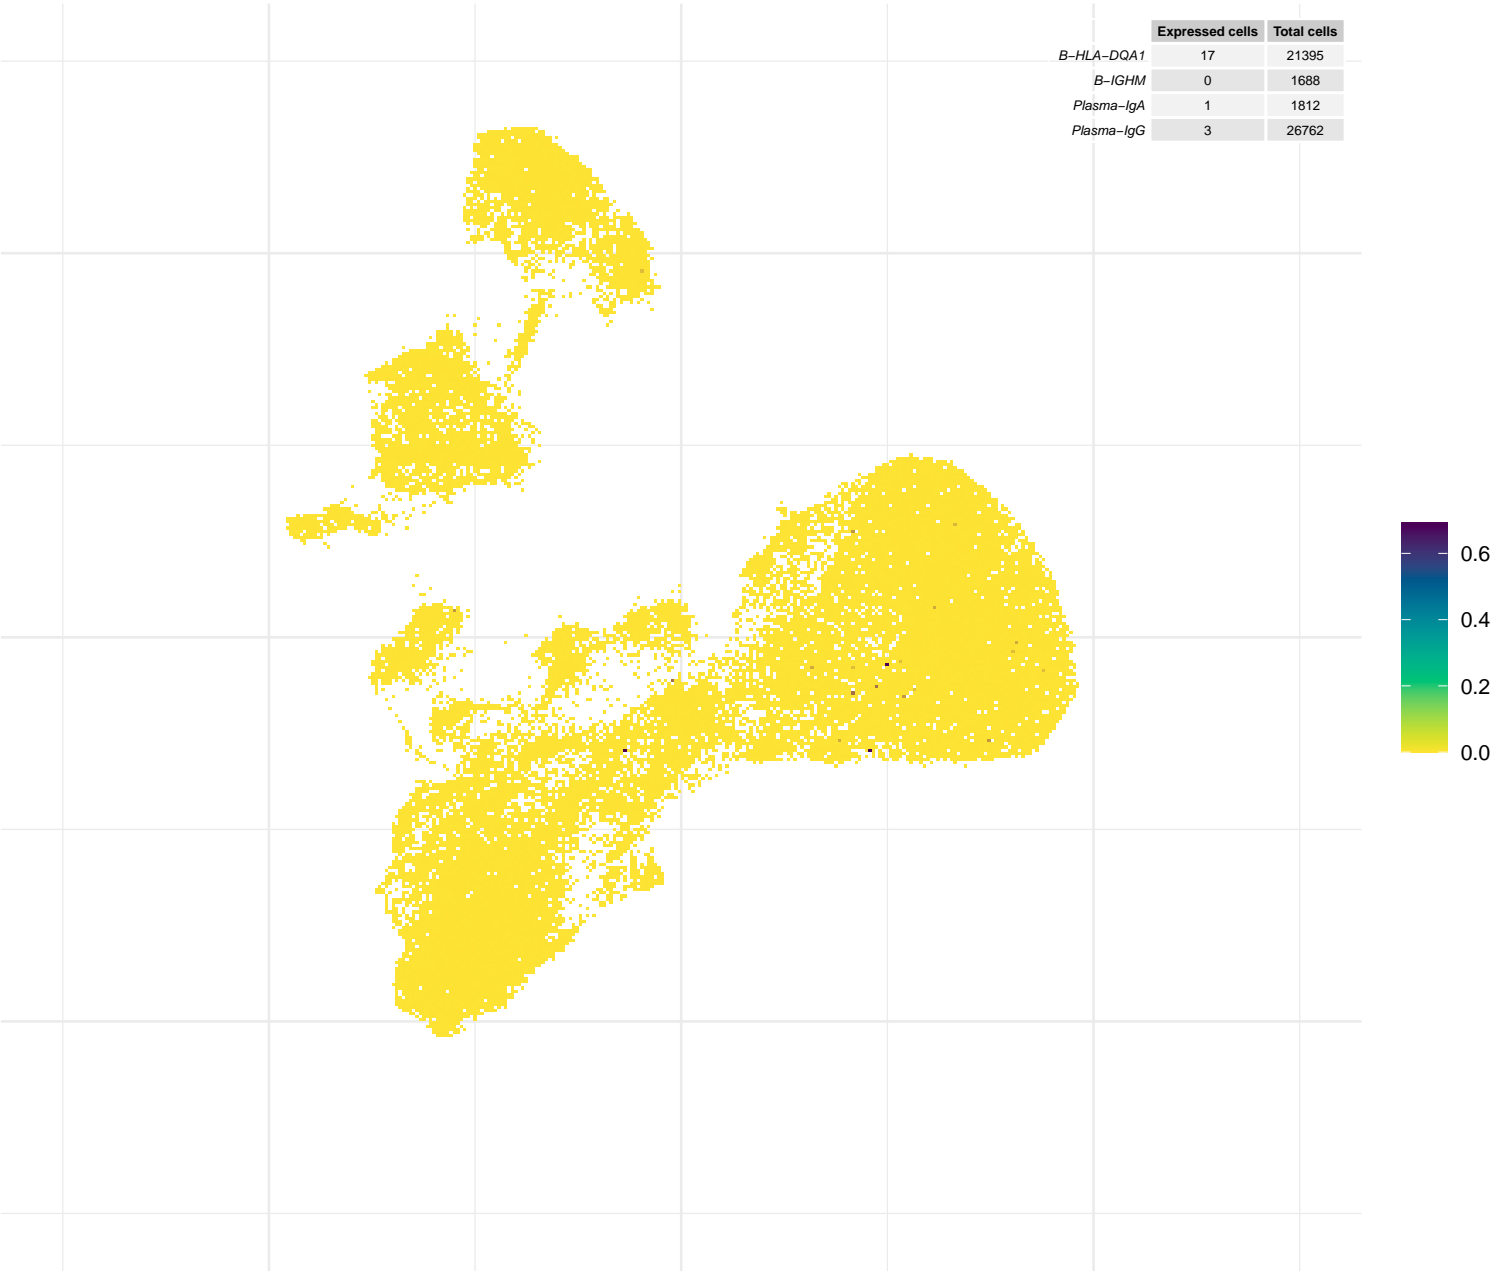 Expressed cells Total cells
B−HLA−DQA1 17 21395
B−IGHM 0 1688
Plasma−IgA 1 1812
Plasma−IgG 3 26762
0.6
0.4
0.2
0.0